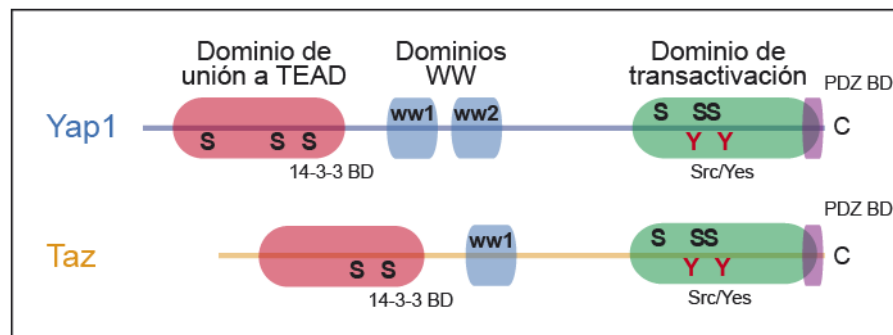 Dominio de
unión a TEAD
Dominios
WW
Dominio de
transactivación
PDZ BD
Yap1
S
S
S
ww1
ww2
S
SS
Y
Y
C
14-3-3 BD
Src/Yes
PDZ BD
Taz
S
S
ww1
S
SS
Y
Y
C
14-3-3 BD
Src/Yes